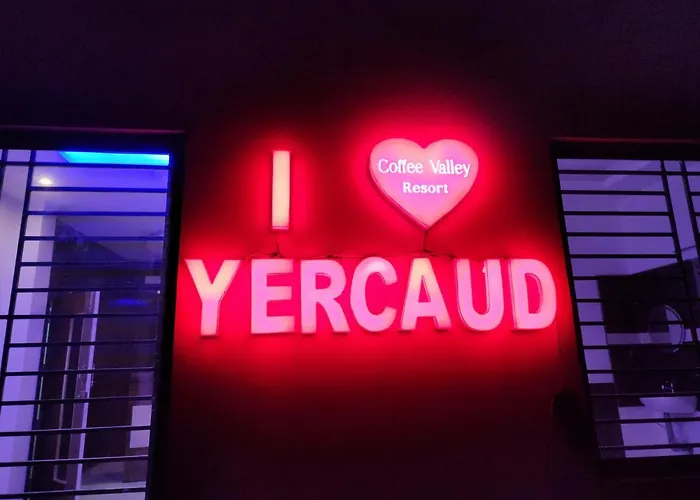 I
Coffee Valley
Resort
YERCAUD